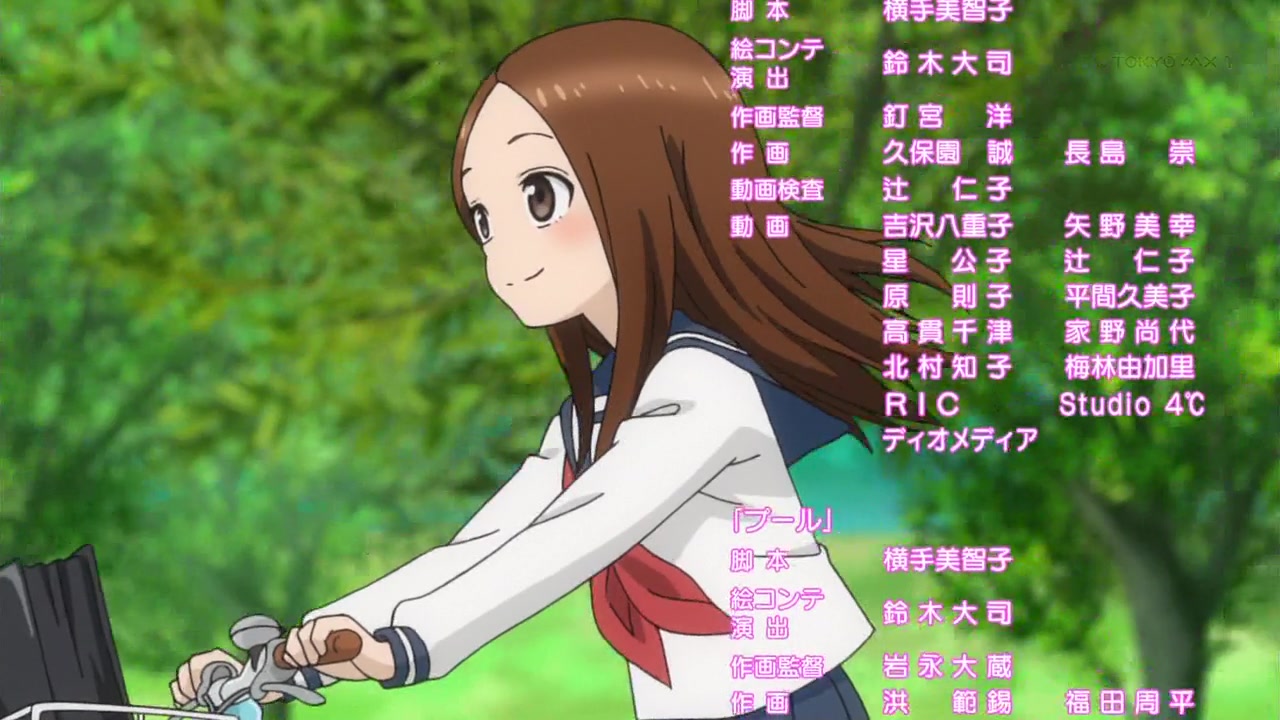 脚本 横手美智子
TOKYO MX 1
絵コンテ
演出 鈴木大司
作画監督 釘宮 洋
作画 久保園 誠 長島 崇
動画検査 辻 仁子
動画 吉沢八重子 矢野美幸
星 公子 辻 仁子
原 則子 平間久美子
高貫千津 家野尚代
北村知子 梅林由加里
RIC Studio 4℃
ディオメディア
「プール」
脚本 横手美智子
絵コンテ
演出 鈴木大司
作画監督 岩永大蔵
作画 洪 範錫 福田周平